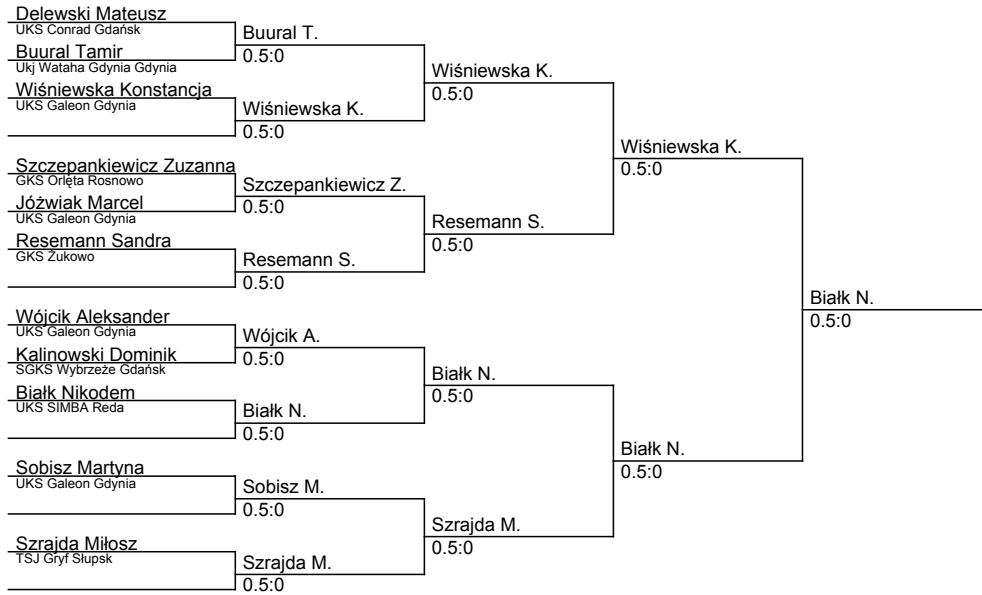 Delewski Mateusz
UKS Conrad Gdańsk
Buural Tamir
Ukj Wataha Gdynia Gdynia
Wiśniewska Konstancja
UKS Galeon Gdynia
Szczepankiewicz Zuzanna
GKS Orlęta Rosnowo
Jóżwiak Marcel
UKS Galeon Gdynia
Resemann Sandra
GKS Żukowo
Wójcik Aleksander
UKS Galeon Gdynia
Kalinowski Dominik
SGKS Wybrzeże Gdańsk
Białk Nikodem
UKS SIMBA Reda
Sobisz Martyna
UKS Galeon Gdynia
Szrajda Miłosz
TSJ Gryf Słupsk
Buural T.
0.5:0
Wiśniewska K.
0.5:0
Szczepankiewicz Z.
0.5:0
Resemann S.
0.5:0
Wójcik A.
0.5:0
Białk N.
0.5:0
Sobisz M.
0.5:0
Szrajda M.
0.5:0
Wiśniewska K.
0.5:0
Resemann S.
0.5:0
Białk N.
0.5:0
Szrajda M.
0.5:0
Wiśniewska K.
0.5:0
Białk N.
0.5:0
Białk N.
0.5:0